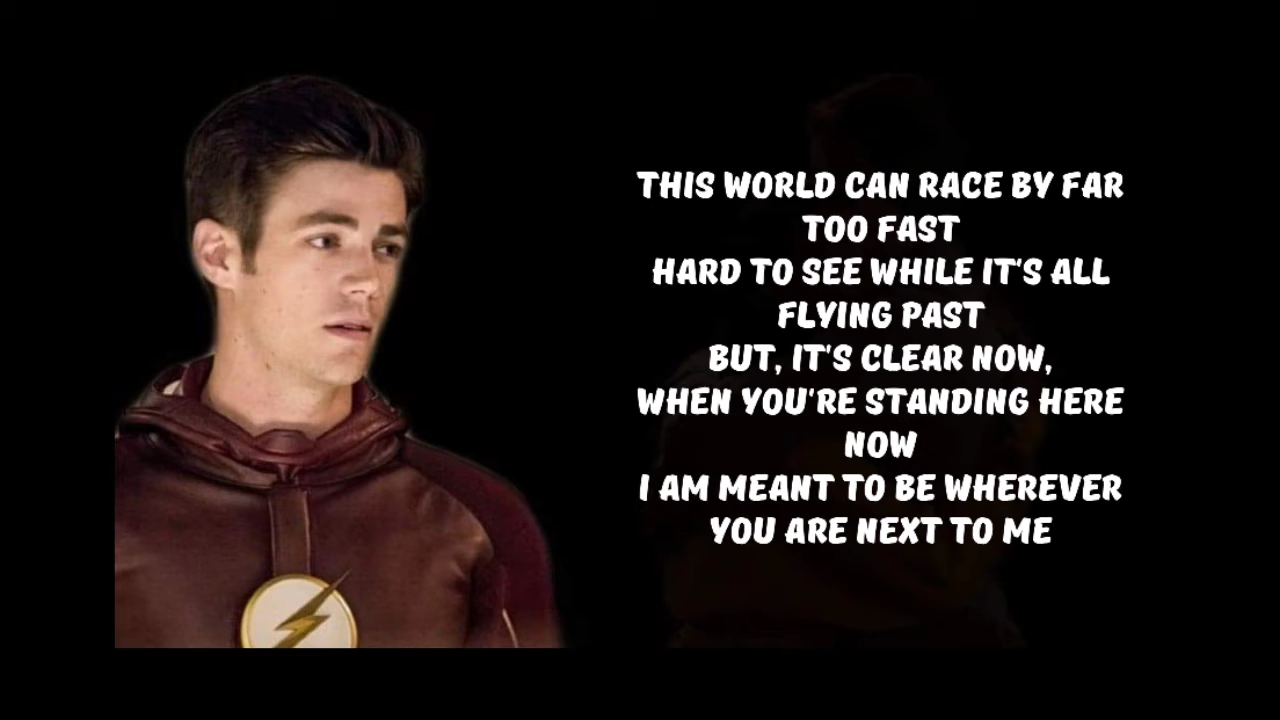 THIS WORLD CAN RACE BY FAR
TOO FAST
HARD TO SEE WHILE IT'S ALL
FLYING PAST
BUT, IT'S CLEAR NOW,
WHEN YOU'RE STANDING HERE
NOW
I AM MEANT TO BE WHEREVER
YOU ARE NEXT TO ME